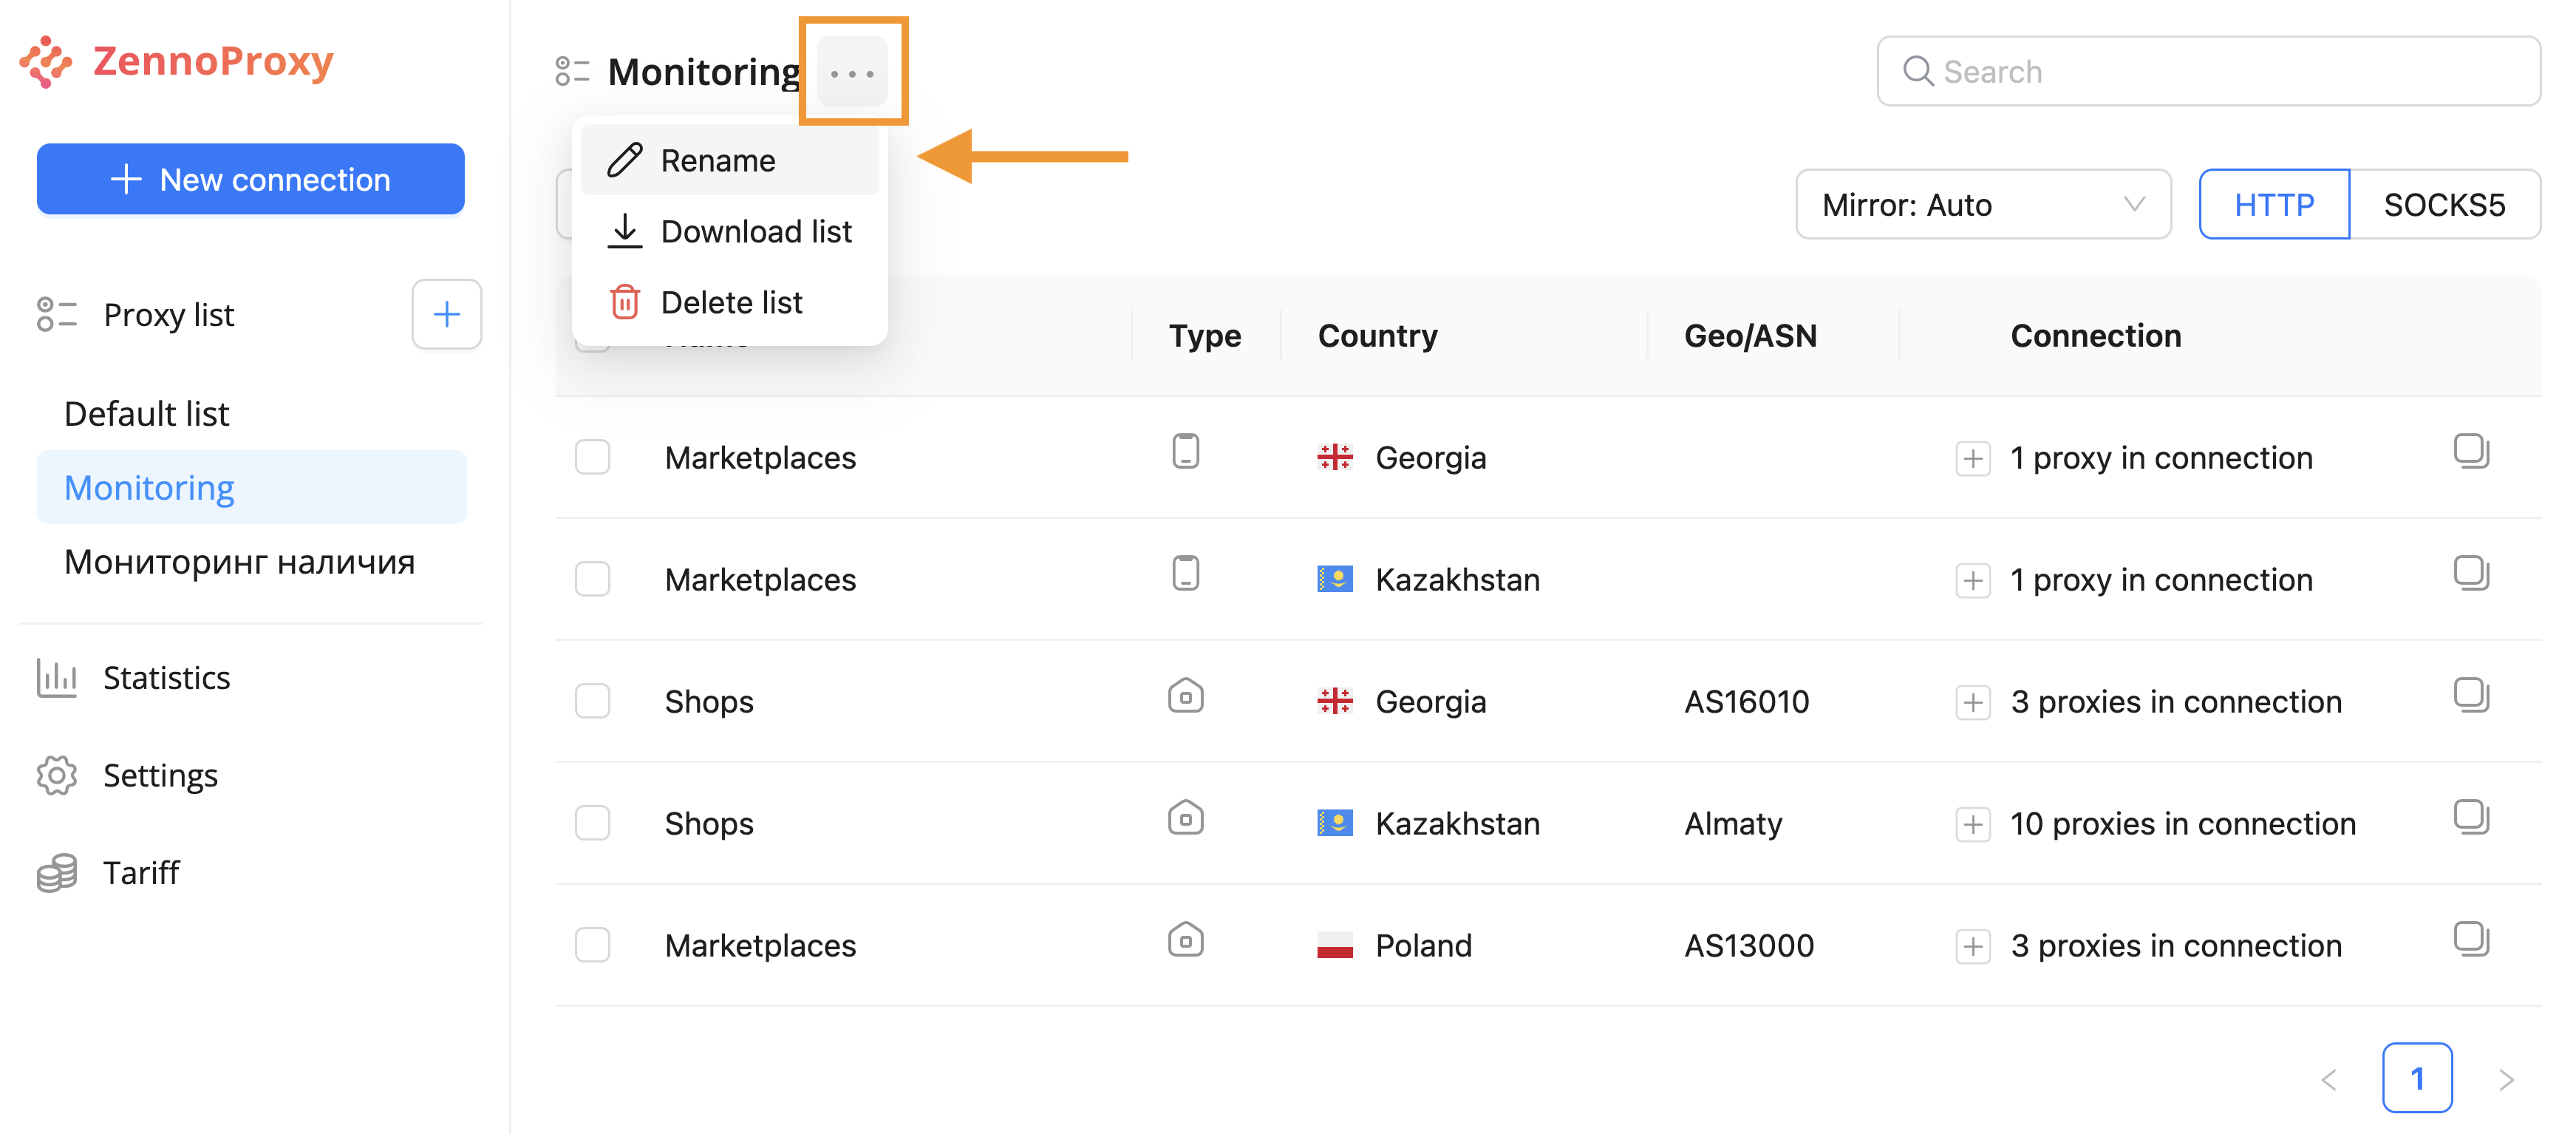 ZennoProxy
New connection
Proxy list
Default list
Monitoring
Мониторинг наличия
Statistics
Settings
Tariff
Monitoring
Search
Rename
Download list
Delete list
Mirror: Auto
HTTP SOCKS5
Type Country Geo/ASN Connection
Marketplaces Georgia 1 proxy in connection
Marketplaces Kazakhstan 1 proxy in connection
Shops Georgia AS16010 3 proxies in connection
Shops Kazakhstan Almaty 10 proxies in connection
Marketplaces Poland AS13000 3 proxies in connection
1